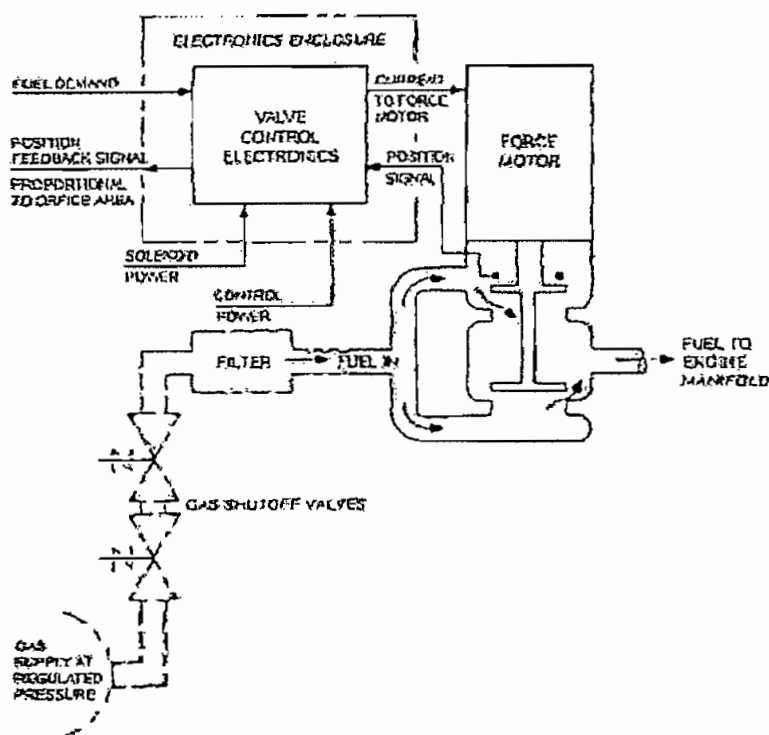 ELECTRONICS ENCLOSURE
FUEL DEMAND
VALVE
CONTROL
ELECTRONICS
CURRENT
TO FORCE
MOTOR
FORCE
MOTOR
POSITION
FEEDBACK SIGNAL
PROPORTIONAL
TO ORFICE AREA
POSITION
SIGNAL
SOLENOID
POWER
CONTROL
POWER
FILTER
FUEL IN
FUEL TO
ENGINE
MANIFOLD
GAS SHUTOFF VALVES
GAS
SUPPLY AT
REGULATED
PRESSURE